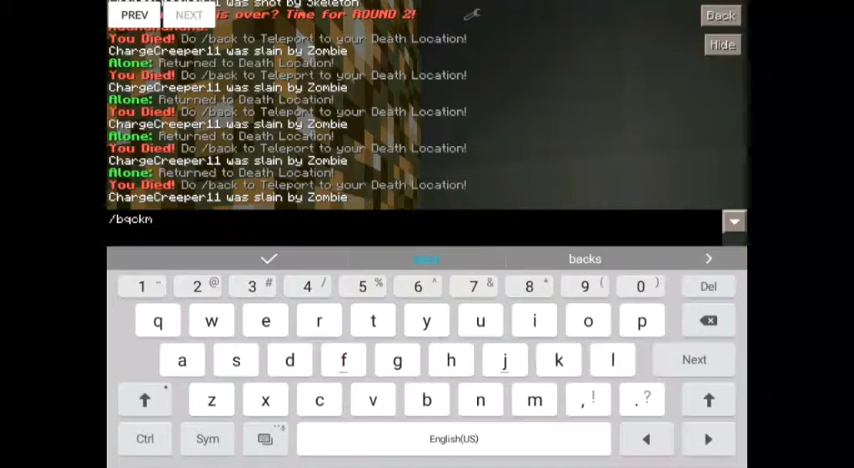 PREV NEXT
was shot by Skeleton
is over? Time for ROUND 2!
Back
You Died! Do /back to Teleport to your Death Location!
ChargeCreeper11 was slain by Zombie
Hide
Alone: Returned to Death Location!
You Died! Do /back to Teleport to your Death Location!
ChargeCreeper11 was slain by Zombie
Alone: Returned to Death Location!
You Died! Do /back to Teleport to your Death Location!
ChargeCreeper11 was slain by Zombie
Alone: Returned to Death Location!
You Died! Do /back to Teleport to your Death Location!
ChargeCreeper11 was slain by Zombie
Alone: Returned to Death Location!
You Died! Do /back to Teleport to your Death Location!
ChargeCreeper11 was slain by Zombie
/bqckm
backs
1 - 2 @ 3 # 4 / 5 % 6 ^ 7 & 8 * 9 ( 0 ) Del
q w e r t y u i o p
a s d f g h j k l Next
z x c v b n m , ! . ?
Ctrl Sym English(US)